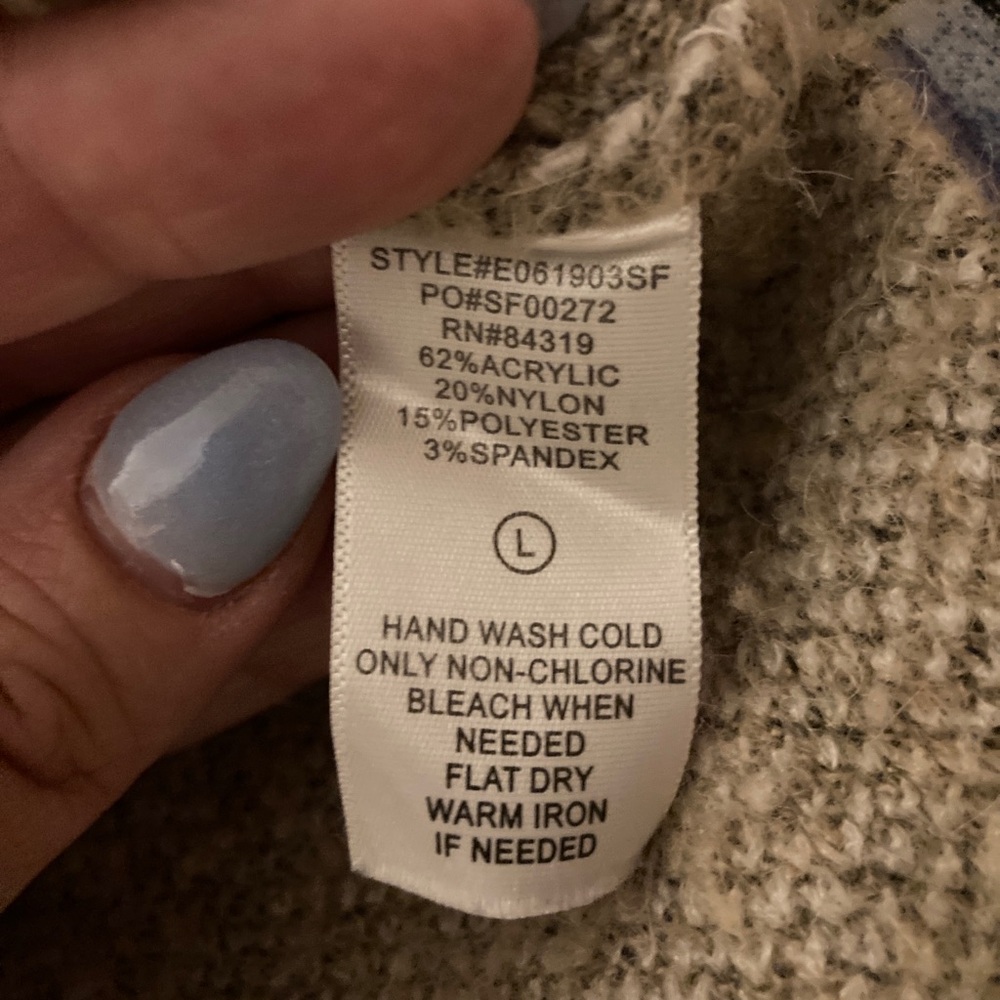 STYLE#E061903SF
PO#SF00272
RN#84319
62%ACRYLIC
20%NYLON
15%POLYESTER
3%SPANDEX
L
HAND WASH COLD
ONLY NON-CHLORINE
BLEACH WHEN
NEEDED
FLAT DRY
WARM IRON
IF NEEDED